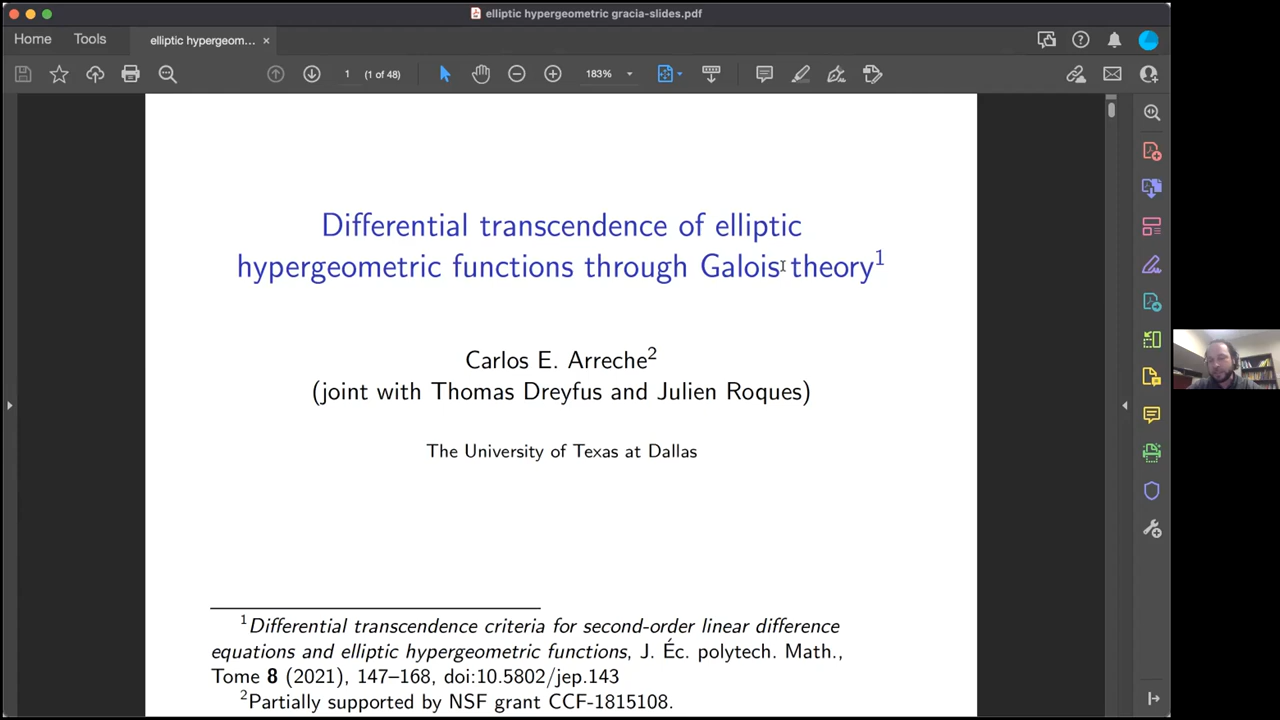 elliptic hypergeometric gracia-slides.pdf
Home
Tools
elliptic hypergeom... ×
1
(1 of 48)
183%
Differential transcendence of elliptic
hypergeometric functions through Galois theory¹
Carlos E. Arreche²
(joint with Thomas Dreyfus and Julien Roques)
The University of Texas at Dallas
¹Differential transcendence criteria for second-order linear difference
equations and elliptic hypergeometric functions, J. Éc. polytech. Math.,
Tome 8 (2021), 147–168, doi:10.5802/jep.143
²Partially supported by NSF grant CCF-1815108.